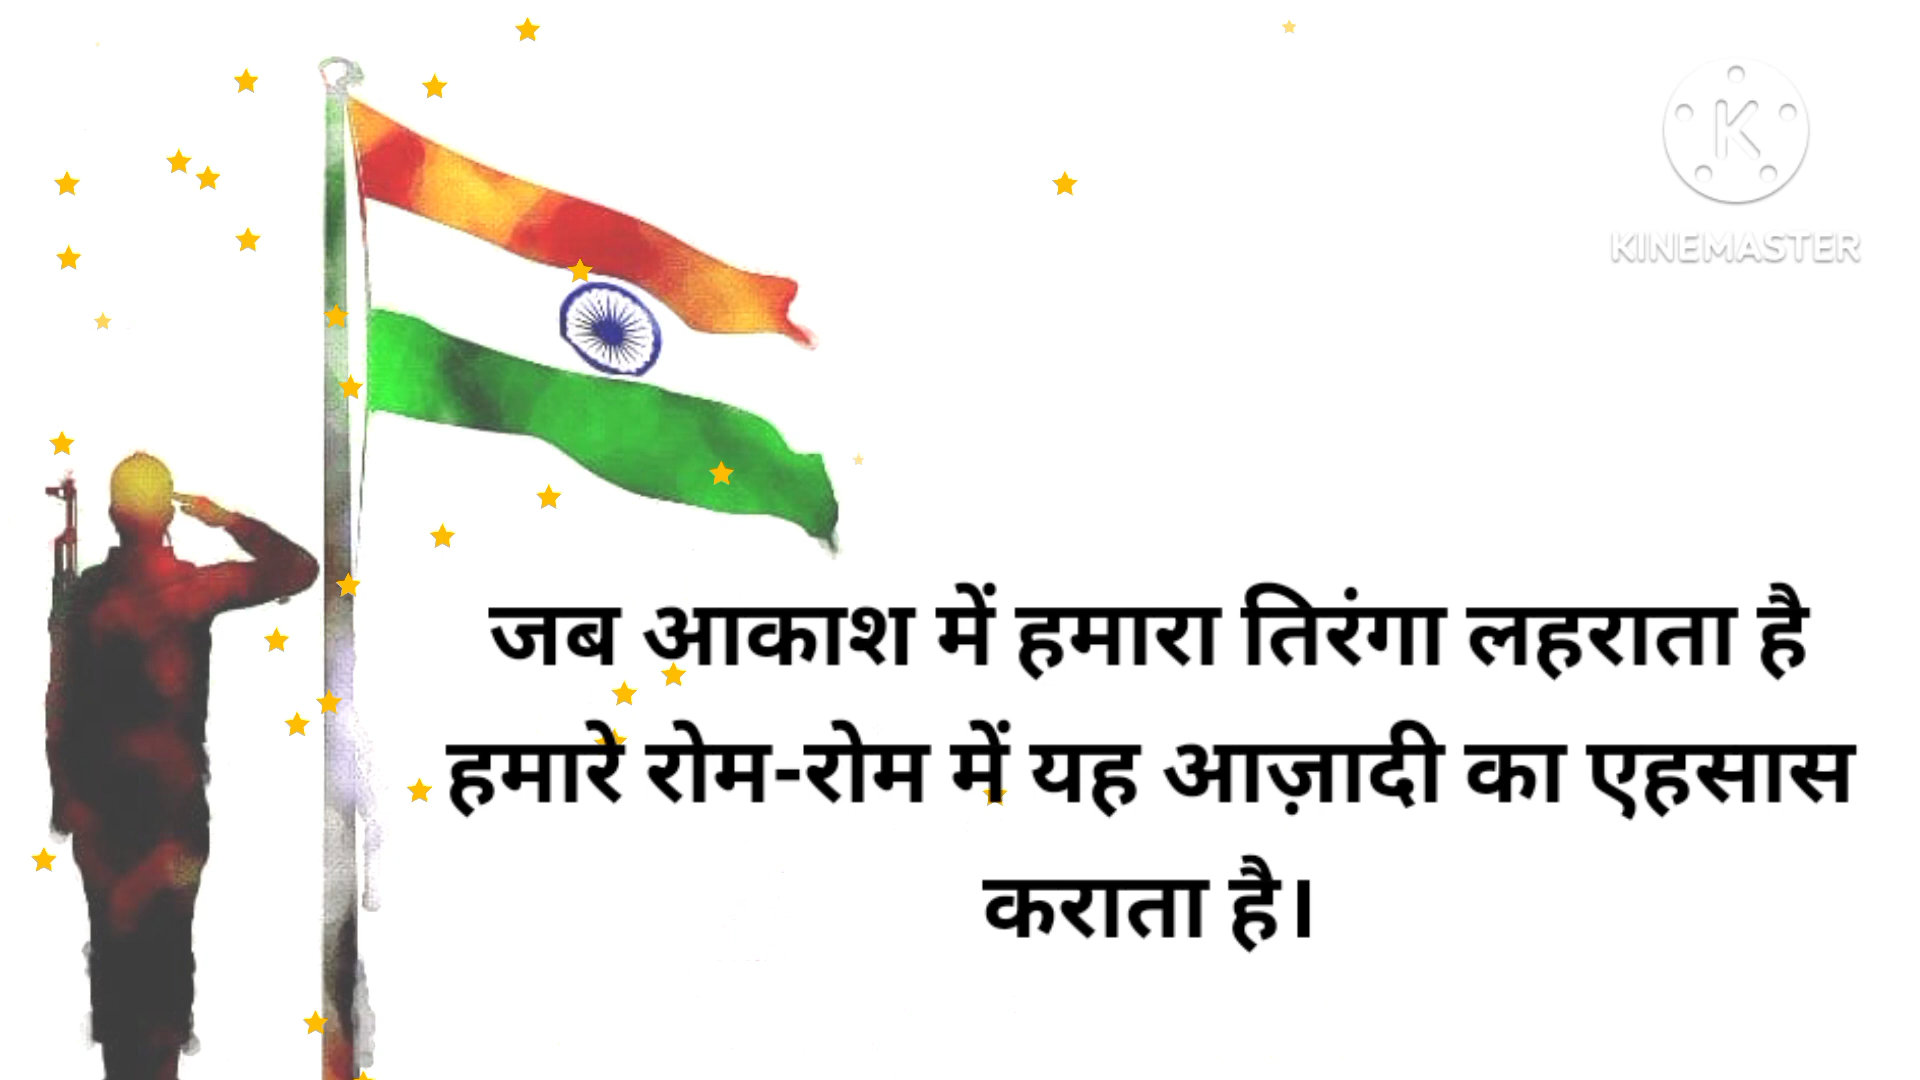 K
KINEMASTER
जब आकाश में हमारा तिरंगा लहराता है
हमारे रोम-रोम में यह आज़ादी का एहसास
कराता है।